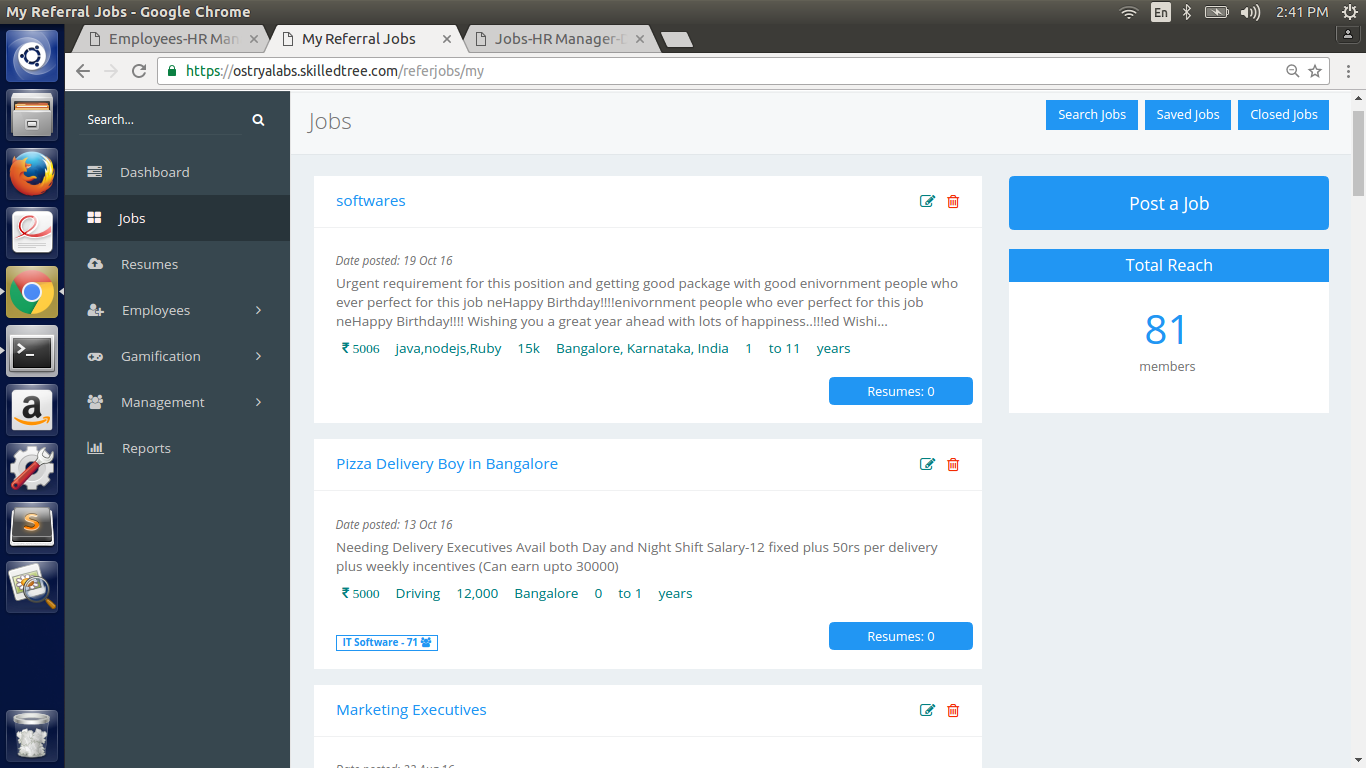 My Referral Jobs - Google Chrome
En
2:41 PM
Employees-HR Man
My Referral Jobs
Jobs-HR Manager-
https://ostryalabs.skilledtree.com/referjobs/my
Search...
Dashboard
Jobs
Resumes
Employees
Gamification
Management
Reports
Jobs
Search Jobs
Saved Jobs
Closed Jobs
softwares
Date posted: 19 Oct 16
Urgent requirement for this position and getting good package with good enivornment people who
ever perfect for this job neHappy Birthday!!!!enivornment people who ever perfect for this job
neHappy Birthday!!!! Wishing you a great year ahead with lots of happiness..!!!ed Wishi...
₹ 5006 java,nodejs,Ruby 15k Bangalore, Karnataka, India 1 to 11 years
Resumes: 0
Pizza Delivery Boy in Bangalore
Date posted: 13 Oct 16
Needing Delivery Executives Avail both Day and Night Shift Salary-12 fixed plus 50rs per delivery
plus weekly incentives (Can earn upto 30000)
₹ 5000 Driving 12,000 Bangalore 0 to 1 years
IT Software - 71
Resumes: 0
Marketing Executives
Date posted: 22 Aug 16
Post a Job
Total Reach
81
members